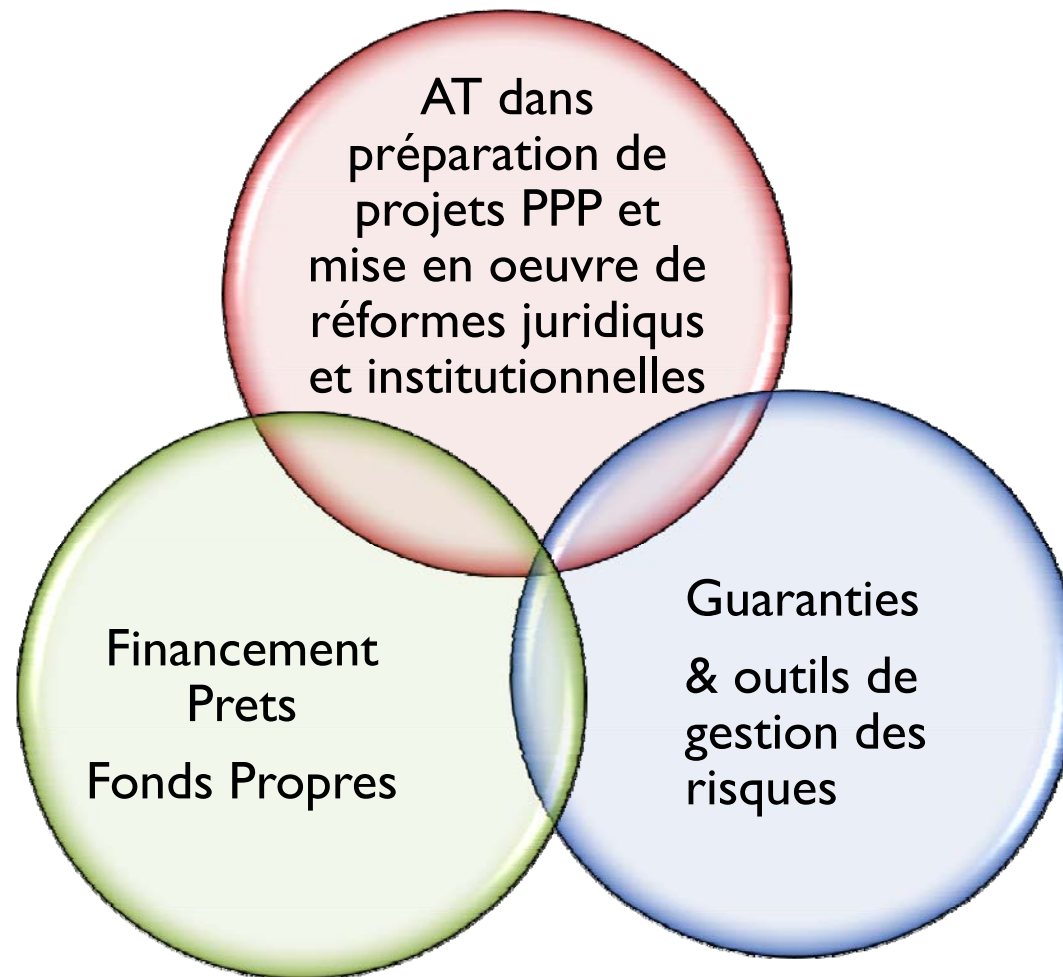 AT dans
préparation de
projets PPP et
mise en oeuvre de
réformes juridiqus
et institutionnelles
Financement
Prets
Fonds Propres
Guaranties
& outils de
gestion des
risques